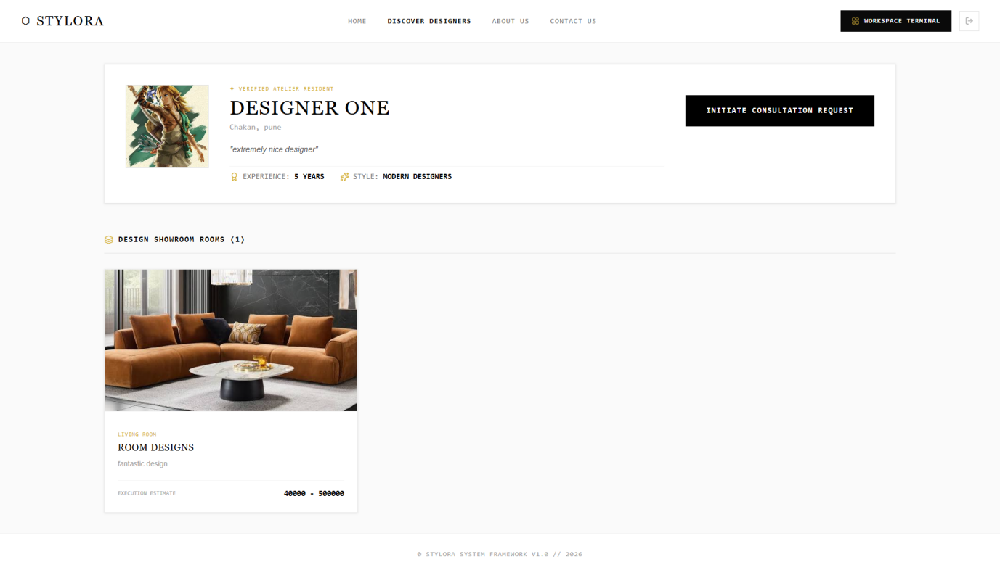 STYLORA
HOME
DISCOVER DESIGNERS
ABOUT US
CONTACT US
WORKSPACE TERMINAL
✦ VERIFIED ATELIER RESIDENT
DESIGNER ONE
Chakan, pune
"extremely nice designer"
EXPERIENCE: 5 YEARS
STYLE: MODERN DESIGNERS
INITIATE CONSULTATION REQUEST
DESIGN SHOWROOM ROOMS (1)
LIVING ROOM
ROOM DESIGNS
fantastic design
EXECUTION ESTIMATE
40000 - 500000
© STYLORA SYSTEM FRAMEWORK V1.0 // 2026